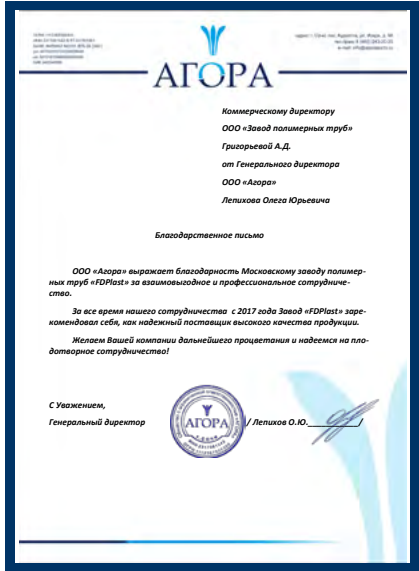 АГОРА
Коммерческому директору
ООО «Завод полимерных труб»
Григорьевой А.Д.
от Генерального директора
ООО «Агора»
Лепихова Олега Юрьевича
Благодарственное письмо
ООО «Агора» выражает благодарность Московскому заводу полимер-
ных труб «FDPlast» за взаимовыгодное и профессиональное сотрудниче-
ство.
За все время нашего сотрудничества с 2017 года Завод «FDPlast» заре-
комендовал себя, как надежный поставщик высокого качества продукции.
Желаем Вашей компании дальнейшего процветания и надеемся на пло-
дотворное сотрудничество!
С Уважением,
Генеральный директор
АГОРА
/ Лепихов О.Ю. /